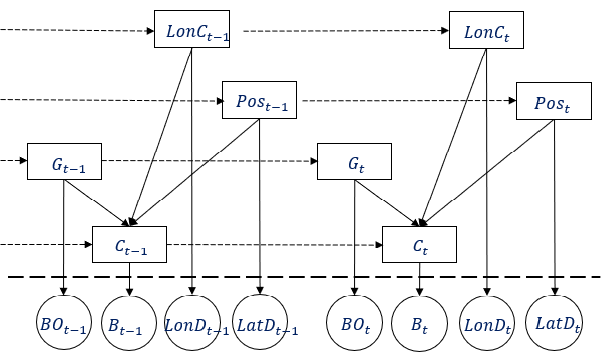 LonC_{t−1} LonC_t
Pos_{t−1} Pos_t
G_{t−1} G_t
C_{t−1} C_t
BO_{t−1} B_{t−1} LonD_{t−1} LatD_{t−1} BO_t B_t LonD_t LatD_t